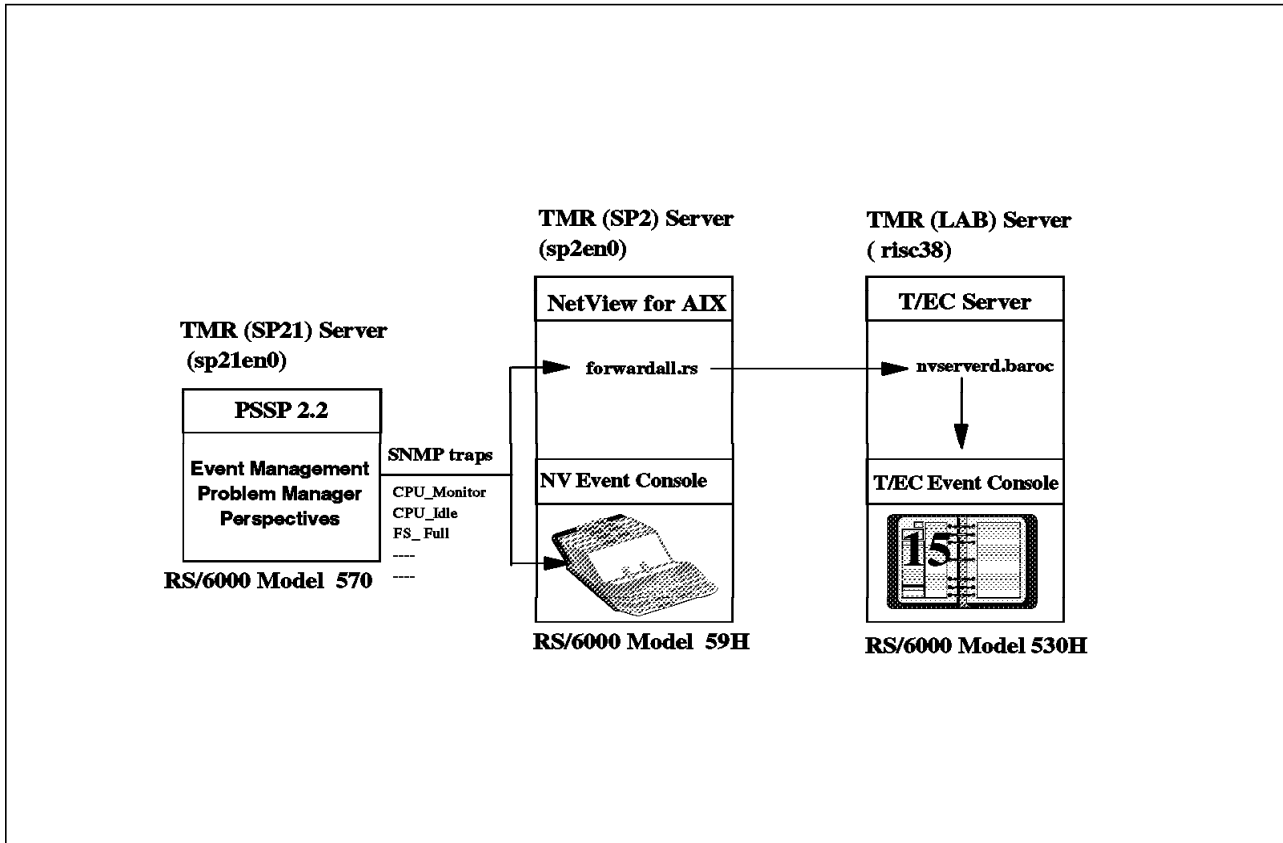 TMR (SP21) Server
(sp21en0)
PSSP 2.2
Event Management
Problem Manager
Perspectives
RS/6000 Model 570
SNMP traps
CPU_Monitor
CPU_Idle
FS_Full
----
----
TMR (SP2) Server
(sp2en0)
NetView for AIX
forwardall.rs
NV Event Console
RS/6000 Model 59H
TMR (LAB) Server
( risc38)
T/EC Server
nvserverd.baroc
T/EC Event Console
15
RS/6000 Model 530H